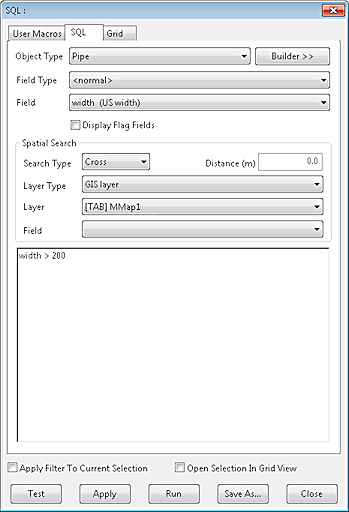 SQL :
User Macros SQL Grid
Object Type Pipe Builder >>
Field Type <normal>
Field width (US width)
Display Flag Fields
Spatial Search
Search Type Cross Distance (m) 0.0
Layer Type GIS layer
Layer [TAB] MMap1
Field
width > 200
Apply Filter To Current Selection Open Selection In Grid View
Test Apply Run Save As... Close